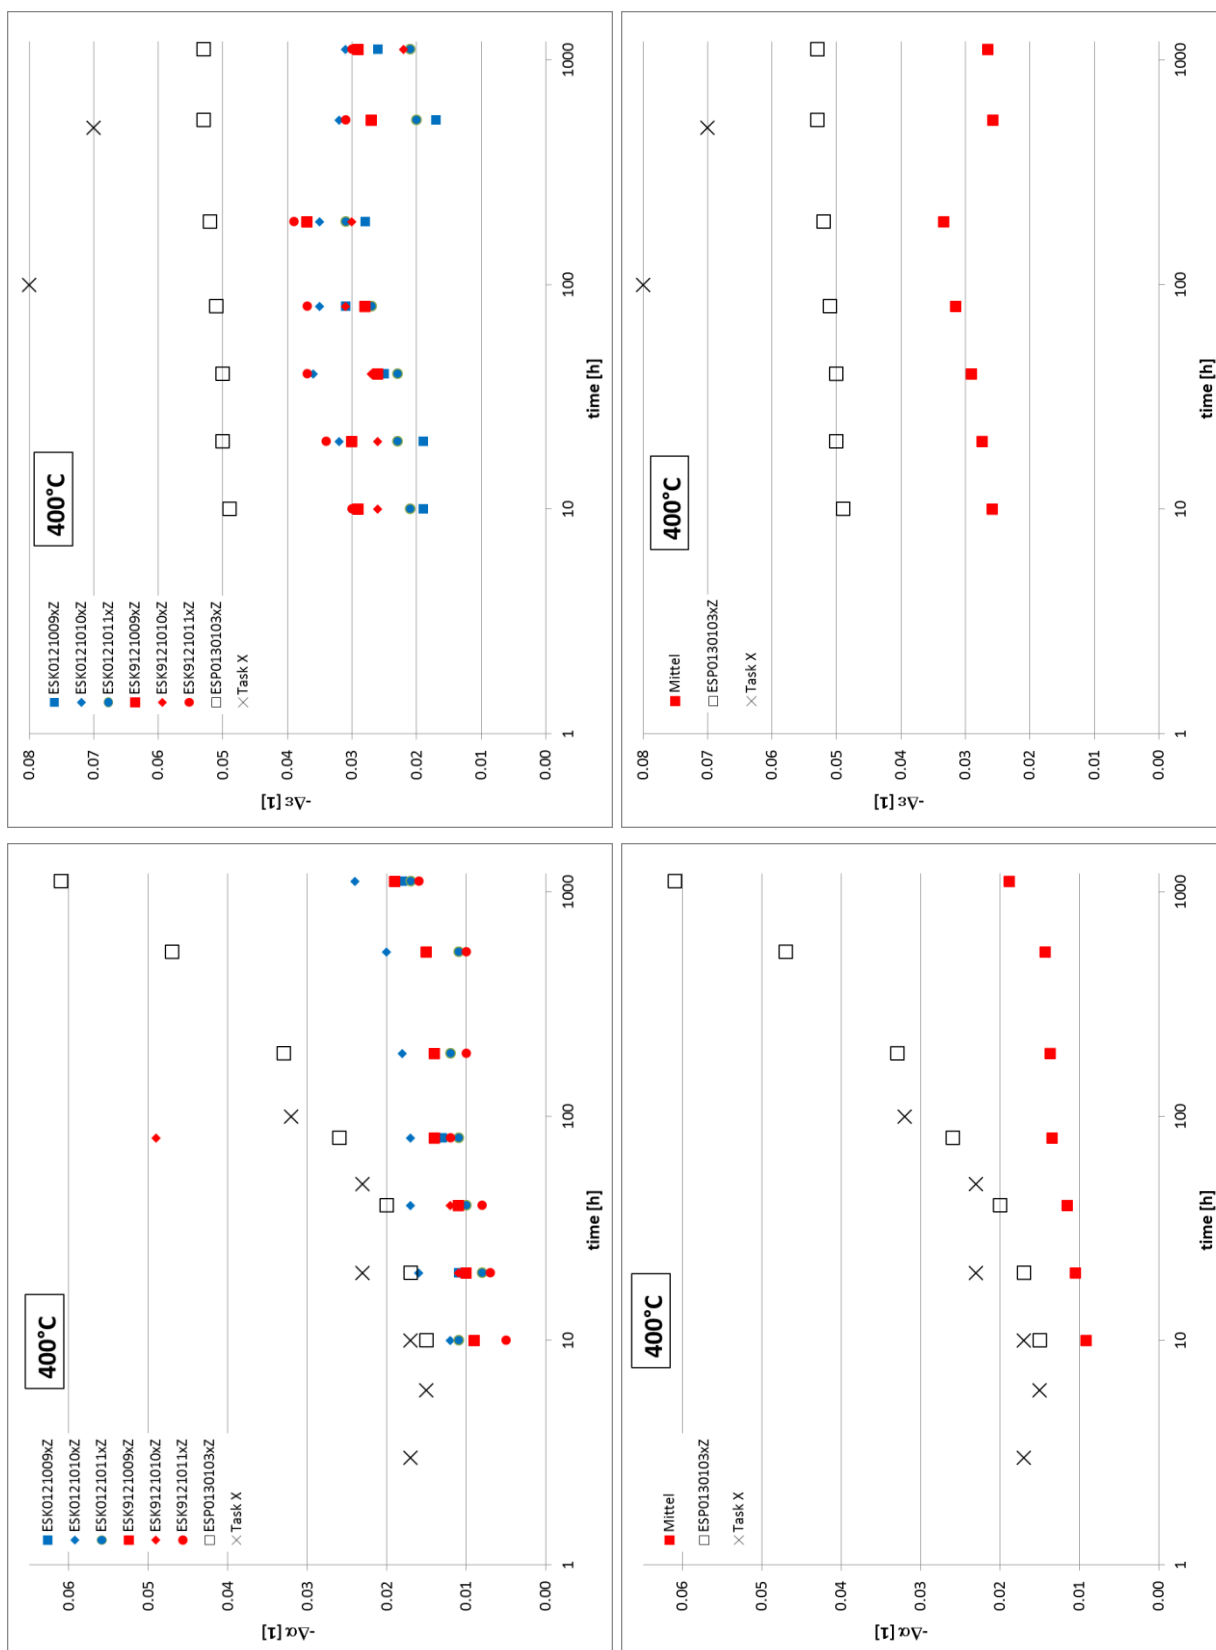 400°C
ESK0121009xZ
ESK0121010xZ
ESK0121011xZ
ESK9121009xZ
ESK9121010xZ
ESK9121011xZ
ESP0130103xZ
Task X
-Δα [1]
0.06
0.05
0.04
0.03
0.02
0.01
0.00
1
10
100
1000
time [h]
400°C
ESK0121009xZ
ESK0121010xZ
ESK0121011xZ
ESK9121009xZ
ESK9121010xZ
ESK9121011xZ
ESP0130103xZ
Task X
-Δε [1]
0.08
0.07
0.06
0.05
0.04
0.03
0.02
0.01
0.00
1
10
100
1000
time [h]
400°C
Mittel
ESP0130103xZ
Task X
-Δα [1]
0.06
0.05
0.04
0.03
0.02
0.01
0.00
1
10
100
1000
time [h]
400°C
Mittel
ESP0130103xZ
Task X
-Δε [1]
0.08
0.07
0.06
0.05
0.04
0.03
0.02
0.01
0.00
1
10
100
1000
time [h]